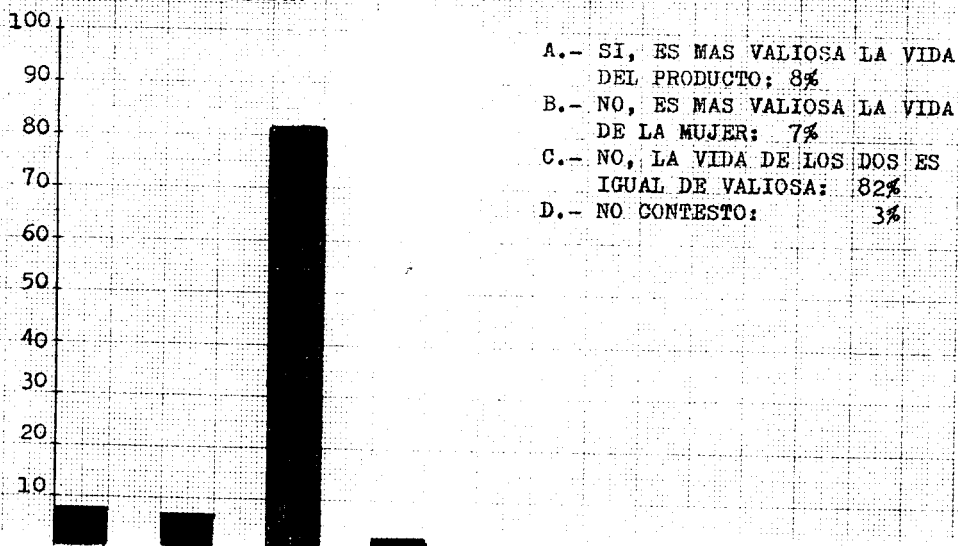 100
90
80
70
60
50
40
30
20
10
A.- SI, ES MAS VALIOSA LA VIDA
DEL PRODUCTO: 8%
B.- NO, ES MAS VALIOSA LA VIDA
DE LA MUJER: 7%
C.- NO, LA VIDA DE LOS DOS ES
IGUAL DE VALIOSA: 82%
D.- NO CONTESTO: 3%